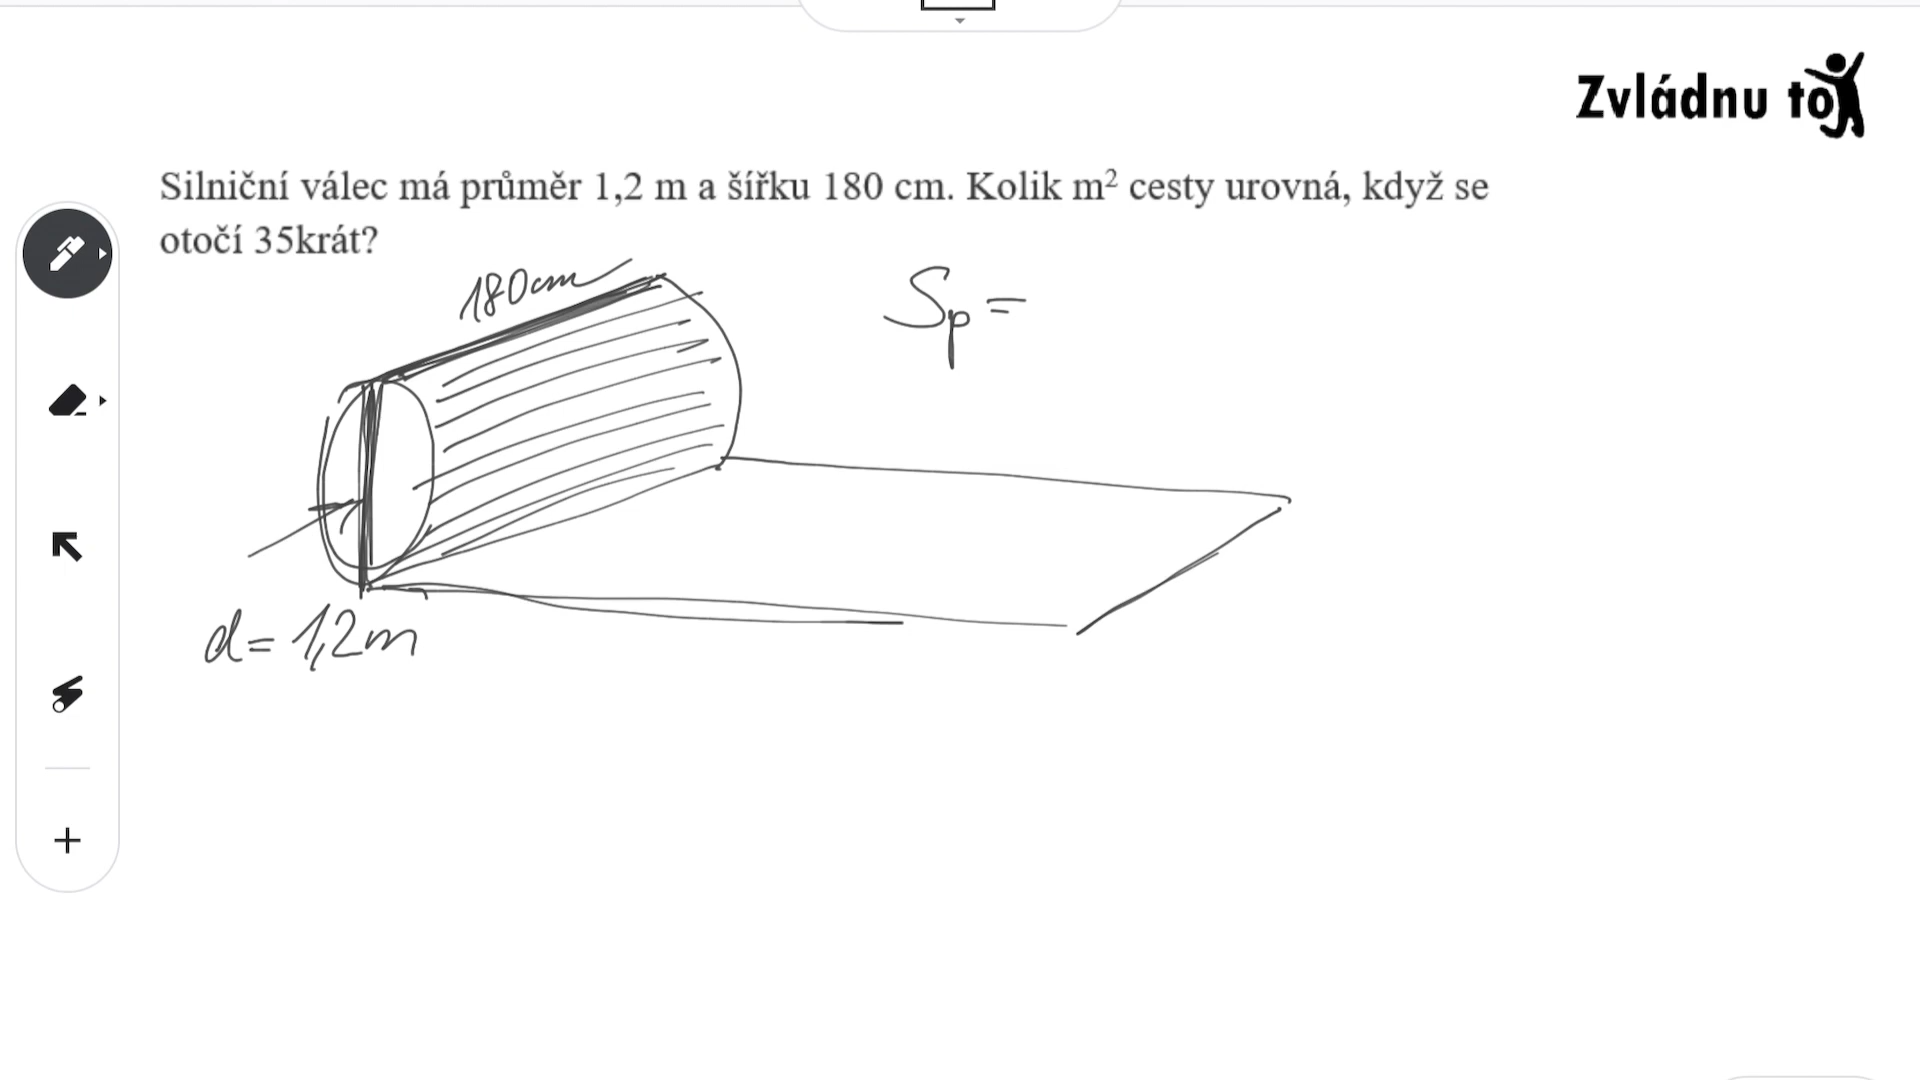 Zvládnu to
Silniční válec má průměr 1,2 m a šířku 180 cm. Kolik m² cesty urovná, když se
otočí 35krát?
180cm
Sp =
d = 1,2m